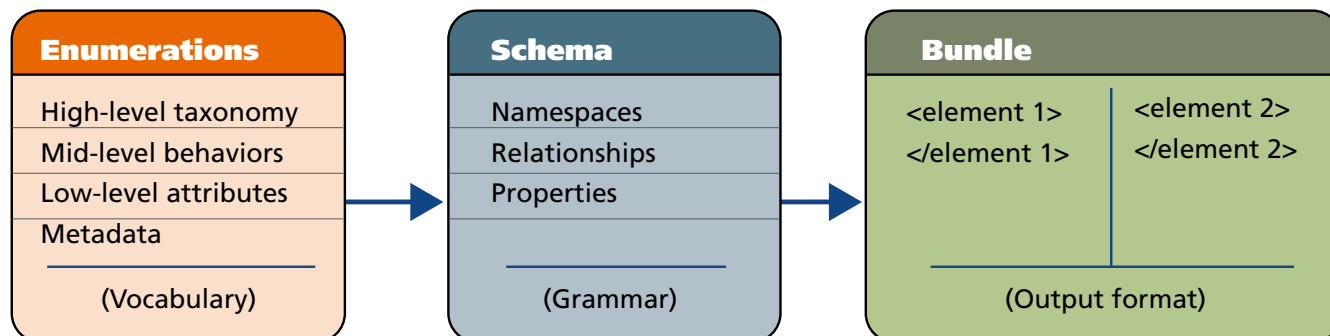 Enumerations
High-level taxonomy
Mid-level behaviors
Low-level attributes
Metadata
(Vocabulary)
Schema
Namespaces
Relationships
Properties
(Grammar)
Bundle
<element 1>
</element 1>
<element 2>
</element 2>
(Output format)